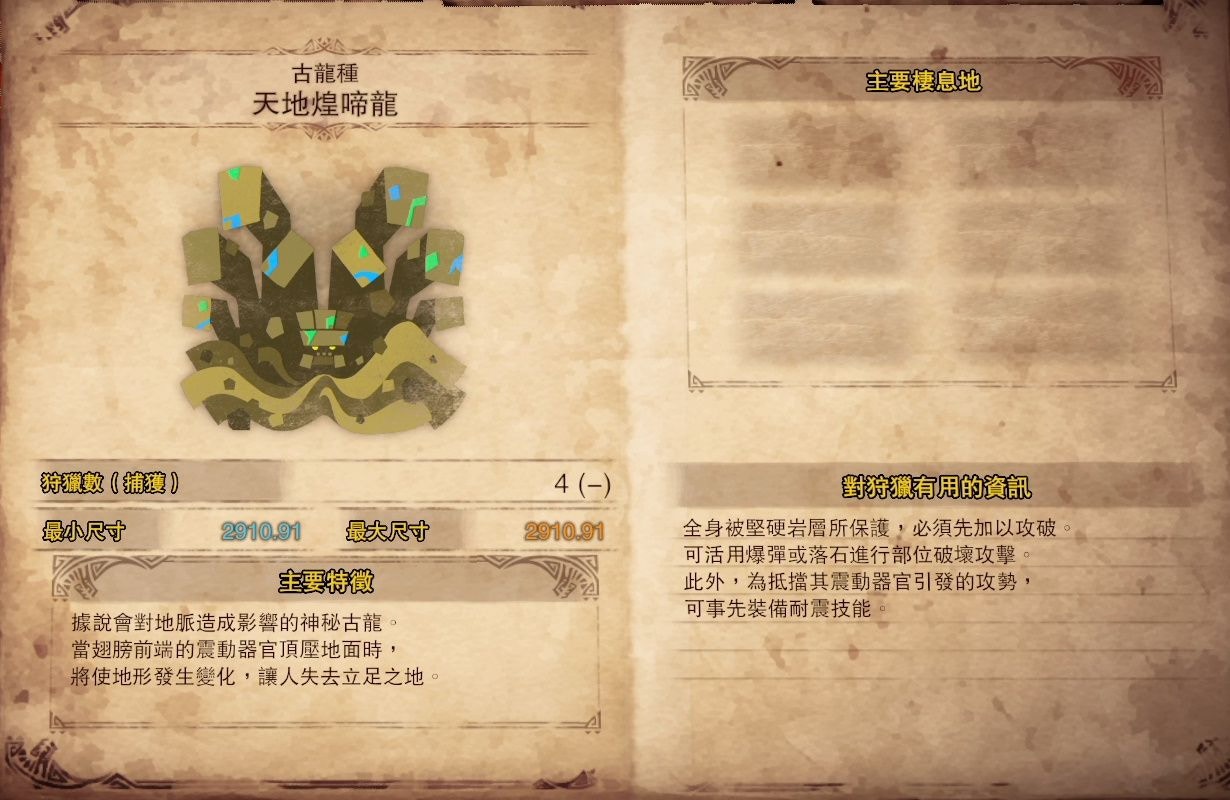 古龍種
天地煌啼龍
狩獵數（捕獲）
4 (–)
最小尺寸
2910.91
最大尺寸
2910.91
主要特徵
據說會對地脈造成影響的神秘古龍。
當翅膀前端的震動器官頂壓地面時，
將使地形發生變化，讓人失去立足之地。
主要棲息地
對狩獵有用的資訊
全身被堅硬岩層所保護，必須先加以攻破。
可活用爆彈或落石進行部位破壞攻擊。
此外，為抵擋其震動器官引發的攻勢，
可事先裝備耐震技能。